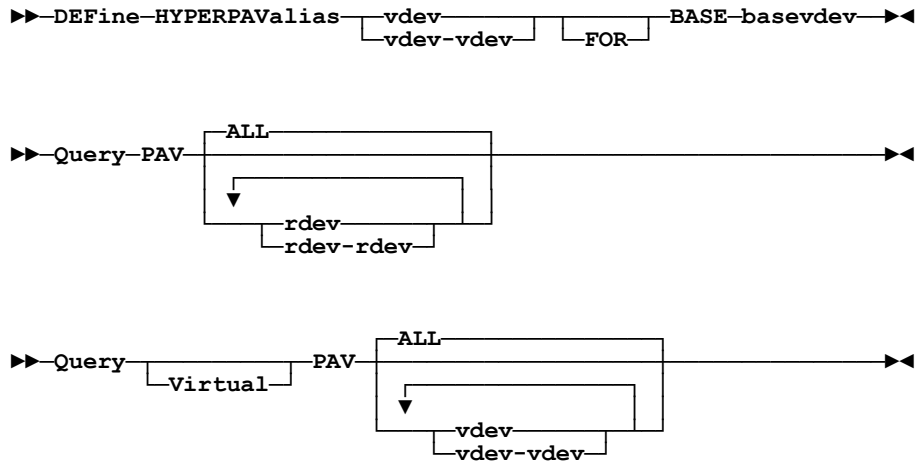 DEFine HYPERPAValias vdev FOR BASE basevdev
vdev-vdev
Query PAV ALL
rdev
rdev-rdev
Query Virtual PAV ALL
vdev
vdev-vdev